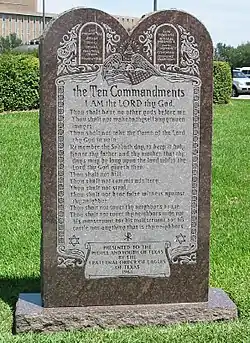 the Ten Commandments
I AM the LORD thy God.
Thou shalt have no other gods before me.
Thou shalt not make to thyself any graven
images.
Thou shalt not take the Name of the Lord
thy God in vain.
Remember the Sabbath day, to keep it holy.
Honor thy father and thy mother, that thy
days may be long upon the land which the
Lord thy God giveth thee.
Thou shalt not kill.
Thou shalt not commit adultery.
Thou shalt not steal.
Thou shalt not bear false witness against
thy neighbor.
Thou shalt not covet thy neighbor's house.
Thou shalt not covet thy neighbor's wife, nor
his manservant, nor his maidservant, nor his
cattle, nor anything that is thy neighbor's.
PRESENTED TO THE
PEOPLE AND YOUTH OF TEXAS
BY THE
FRATERNAL ORDER OF EAGLES
OF TEXAS
1961